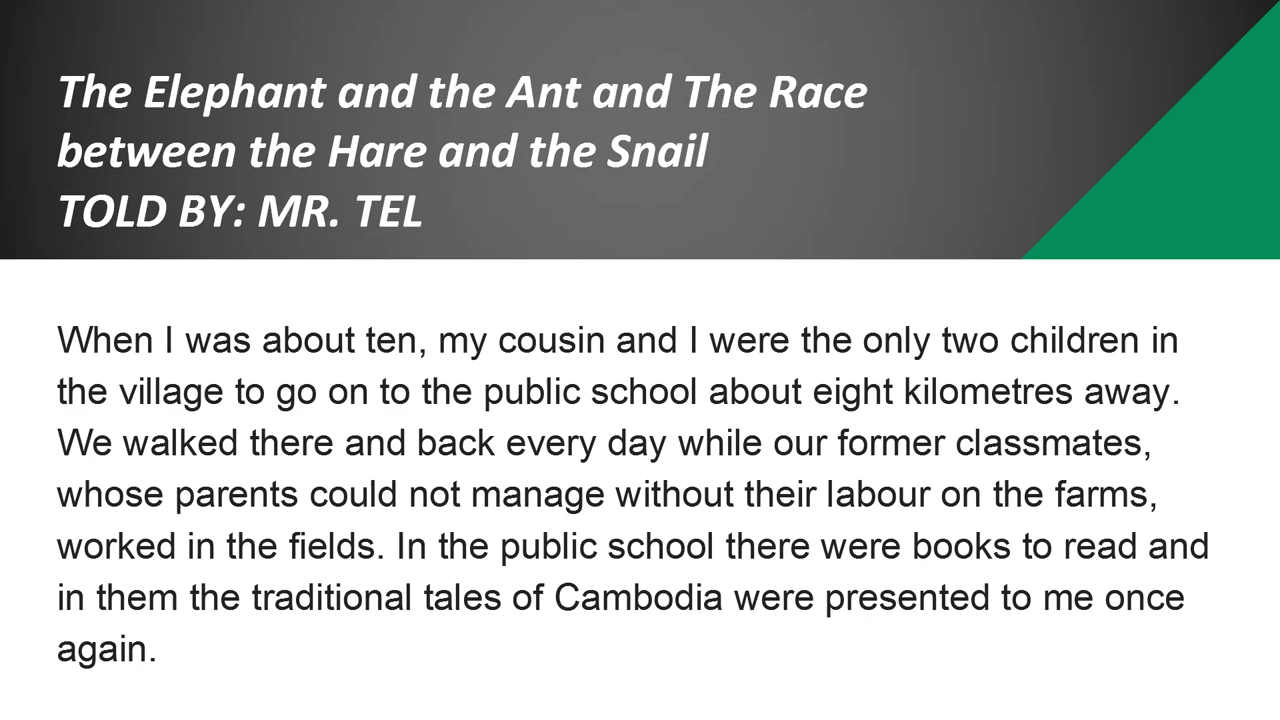 The Elephant and the Ant and The Race
between the Hare and the Snail
TOLD BY: MR. TEL
When I was about ten, my cousin and I were the only two children in
the village to go on to the public school about eight kilometres away.
We walked there and back every day while our former classmates,
whose parents could not manage without their labour on the farms,
worked in the fields. In the public school there were books to read and
in them the traditional tales of Cambodia were presented to me once
again.